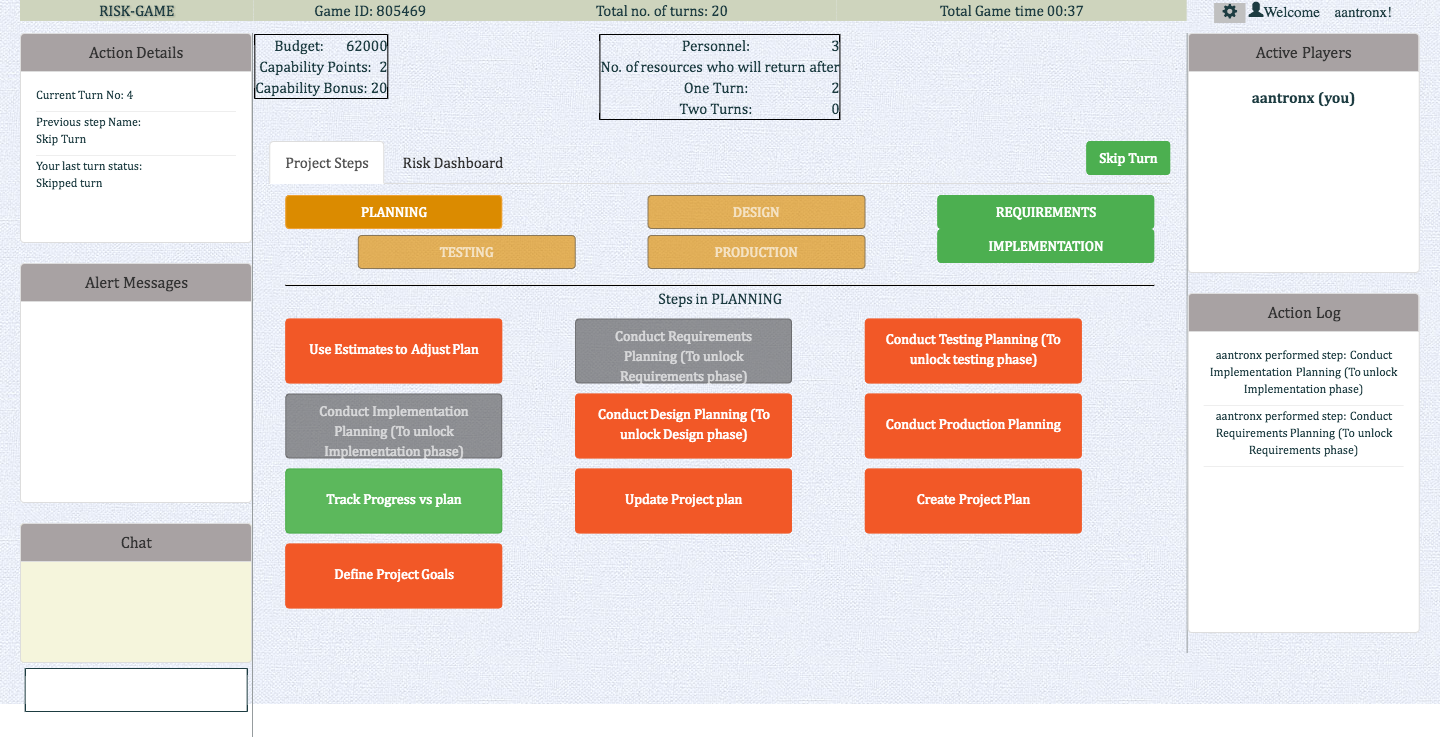 RISK-GAME
Game ID: 805469
Total no. of turns: 20
Total Game time 00:37
Welcome aantronx!
Action Details
Current Turn No: 4
Previous step Name:
Skip Turn
Your last turn status:
Skipped turn
Alert Messages
Chat
Budget: 62000
Capability Points: 2
Capability Bonus: 20
Personnel: 3
No. of resources who will return after
One Turn: 2
Two Turns: 0
Project Steps
Risk Dashboard
Skip Turn
PLANNING
DESIGN
REQUIREMENTS
TESTING
PRODUCTION
IMPLEMENTATION
Steps in PLANNING
Use Estimates to Adjust Plan
Conduct Requirements
Planning (To unlock
Requirements phase)
Conduct Testing Planning (To
unlock testing phase)
Conduct Implementation
Planning (To unlock
Implementation phase)
Conduct Design Planning (To
unlock Design phase)
Conduct Production Planning
Track Progress vs plan
Update Project plan
Create Project Plan
Define Project Goals
Active Players
aantronx (you)
Action Log
aantronx performed step: Conduct
Implementation Planning (To unlock
Implementation phase)
aantronx performed step: Conduct
Requirements Planning (To unlock
Requirements phase)